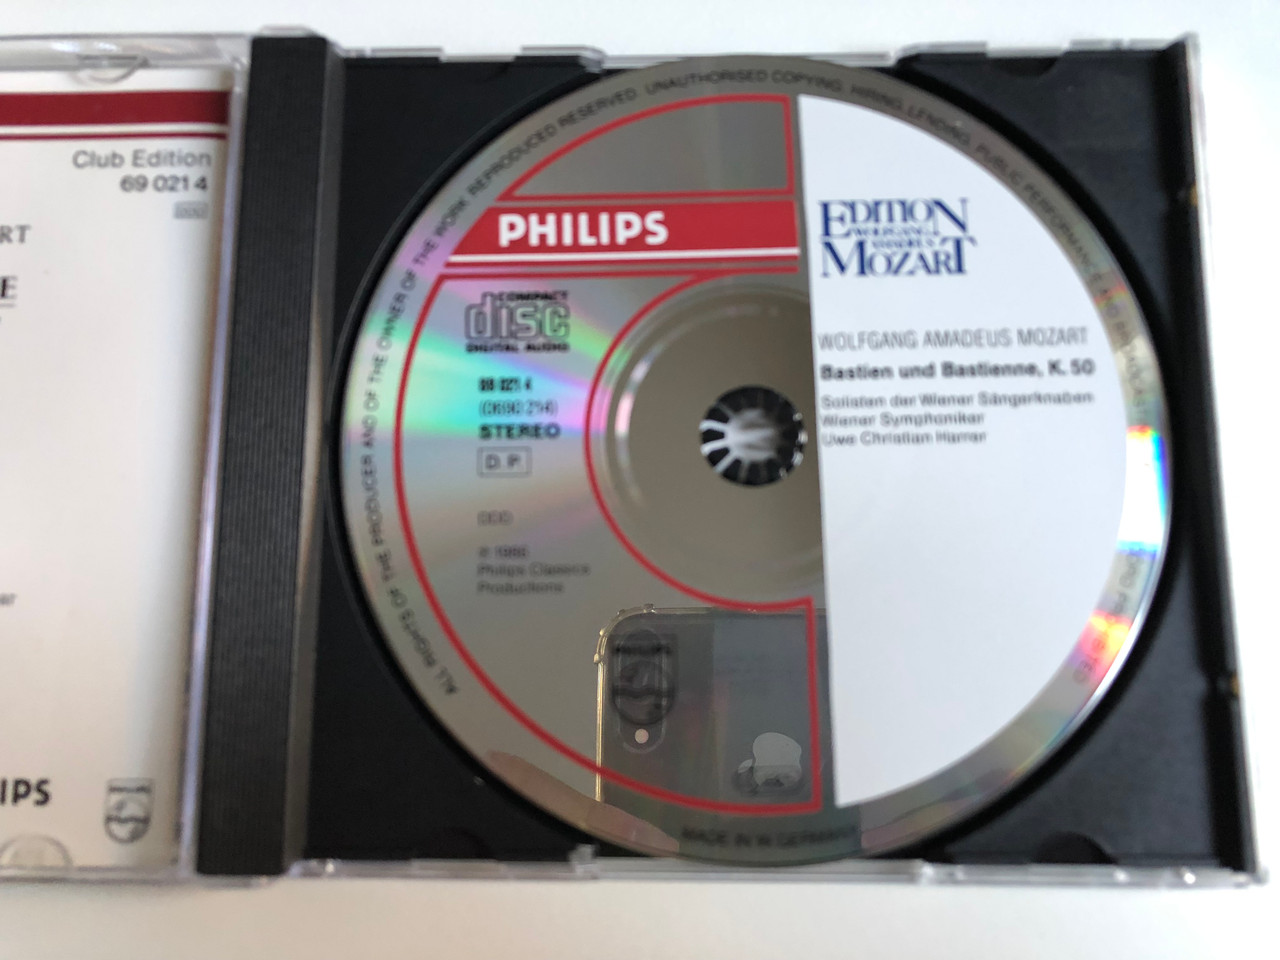 Club Edition
69 021 4
RT
E
IPS
ALL RIGHTS OF THE PRODUCER AND OF THE OWNER OF THE WORK REPRODUCED RESERVED. UNAUTHORISED COPYING, HIRING, LENDING, PUBLIC PERFORMANCE AND
PHILIPS
COMPACT
disc
DIGITAL AUDIO
69 021 4
STEREO
D. P.
DDD
℗ 1986
Philips Classics
Productions
EDITION
WOLFGANG
AMADEUS
MOZART
WOLFGANG AMADEUS MOZART
Bastien und Bastienne, K. 50
Solisten der Wiener Sängerknaben
Wiener Symphoniker
Uwe Christian Harrer
PHILIPS
MADE IN W. GERMANY